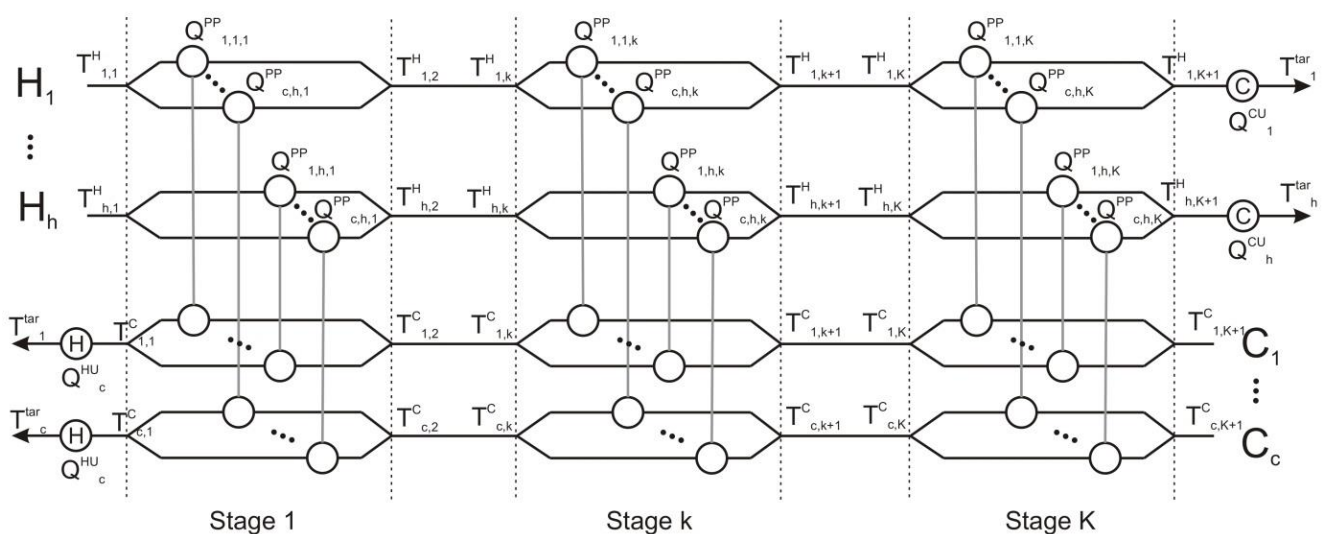 Q^PP_1,1,1 Q^PP_1,1,k Q^PP_1,1,K
T^H_1,1 Q^PP_c,h,1 T^H_1,2 T^H_1,k Q^PP_c,h,k T^H_1,k+1 T^H_1,K Q^PP_c,h,K T^H_1,K+1 T^tar_1
H_1 C
⋮ Q^CU_1
Q^PP_1,h,1 Q^PP_1,h,k Q^PP_1,h,K
T^H_h,1 Q^PP_c,h,1 T^H_h,2 T^H_h,k Q^PP_c,h,k T^H_h,k+1 T^H_h,K Q^PP_c,h,K T^H_h,K+1 T^tar_h
H_h C
Q^CU_h
T^tar_1 T^C_1,1 T^C_1,2 T^C_1,k T^C_1,k+1 T^C_1,K T^C_1,K+1
H C_1
Q^HU_c ⋮
T^tar_c T^C_c,1 T^C_c,2 T^C_c,k T^C_c,k+1 T^C_c,K T^C_c,K+1
H C_c
Q^HU_c
Stage 1 Stage k Stage K